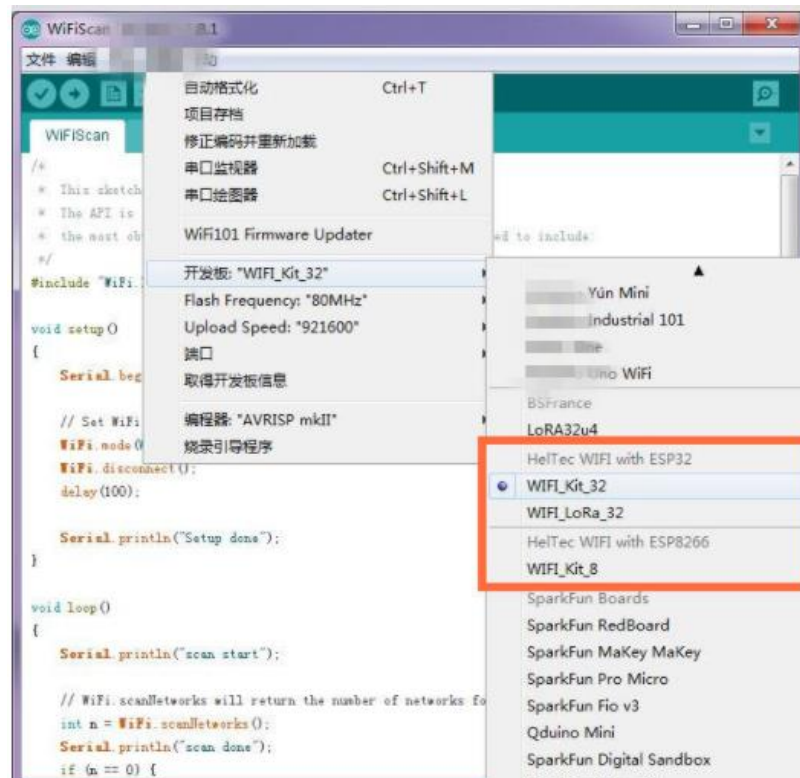 WiFiScan
8.1
文件 编辑
WiFiScan
自动格式化 Ctrl+T
项目存档
修正编码并重新加载
串口监视器 Ctrl+Shift+M
串口绘图器 Ctrl+Shift+L
WiFi101 Firmware Updater
开发板: "WIFI_Kit_32"
Flash Frequency: "80MHz"
Upload Speed: "921600"
端口
取得开发板信息
编程器: "AVRISP mkII"
烧录引导程序
Yún Mini
Industrial 101
Uno WiFi
BSFrance
LoRA32u4
HelTec WIFI with ESP32
WIFI_Kit_32
WIFI_LoRa_32
HelTec WIFI with ESP8266
WIFI_Kit_8
SparkFun Boards
SparkFun RedBoard
SparkFun MaKey MaKey
SparkFun Pro Micro
SparkFun Fio v3
Qduino Mini
SparkFun Digital Sandbox
/*
* This sketch
* The API is
* the most ob ed to include:
*/
#include "WiFi.
void setup()
{
Serial.beg
// Set WiFi
WiFi.mode(
WiFi.disconnect();
delay(100);
Serial.println("Setup done");
}
void loop()
{
Serial.println("scan start");
// WiFi.scanNetworks will return the number of networks fo
int n = WiFi.scanNetworks();
Serial.println("scan done");
if (n == 0) {